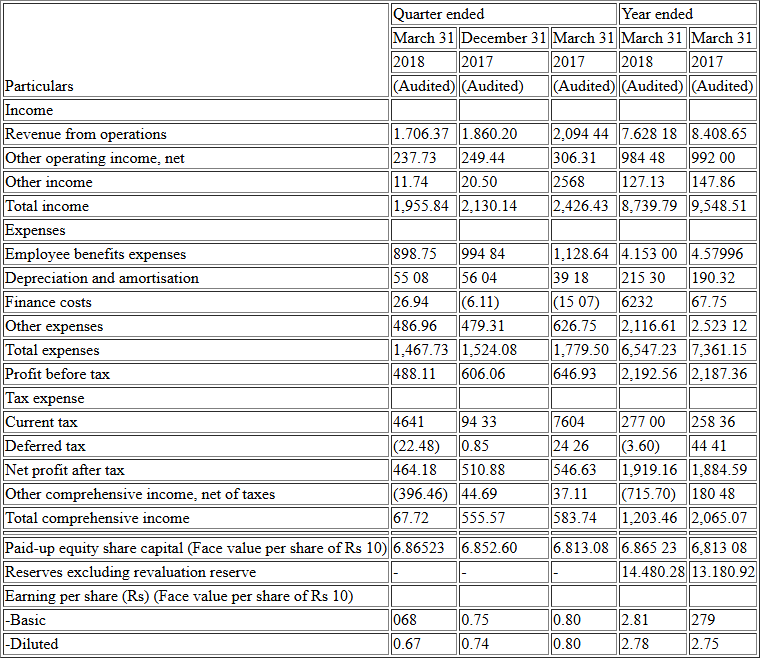 Quarter ended Year ended
March 31 December 31 March 31 March 31 March 31
2018 2017 2017 2018 2017
Particulars (Audited) (Audited) (Audited) (Audited) (Audited)
Income
Revenue from operations 1.706.37 1.860.20 2,094 44 7.628 18 8.408.65
Other operating income, net 237.73 249.44 306.31 984 48 992 00
Other income 11.74 20.50 2568 127.13 147.86
Total income 1,955.84 2,130.14 2,426.43 8,739.79 9,548.51
Expenses
Employee benefits expenses 898.75 994 84 1,128.64 4.153 00 4.57996
Depreciation and amortisation 55 08 56 04 39 18 215 30 190.32
Finance costs 26.94 (6.11) (15 07) 6232 67.75
Other expenses 486.96 479.31 626.75 2,116.61 2.523 12
Total expenses 1,467.73 1,524.08 1,779.50 6,547.23 7,361.15
Profit before tax 488.11 606.06 646.93 2,192.56 2,187.36
Tax expense
Current tax 4641 94 33 7604 277 00 258 36
Deferred tax (22.48) 0.85 24 26 (3.60) 44 41
Net profit after tax 464.18 510.88 546.63 1,919.16 1,884.59
Other comprehensive income, net of taxes (396.46) 44.69 37.11 (715.70) 180 48
Total comprehensive income 67.72 555.57 583.74 1,203.46 2,065.07
Paid-up equity share capital (Face value per share of Rs 10) 6.86523 6.852.60 6.813.08 6.865 23 6,813 08
Reserves excluding revaluation reserve - - - 14.480.28 13.180.92
Earning per share (Rs) (Face value per share of Rs 10)
-Basic 068 0.75 0.80 2.81 279
-Diluted 0.67 0.74 0.80 2.78 2.75